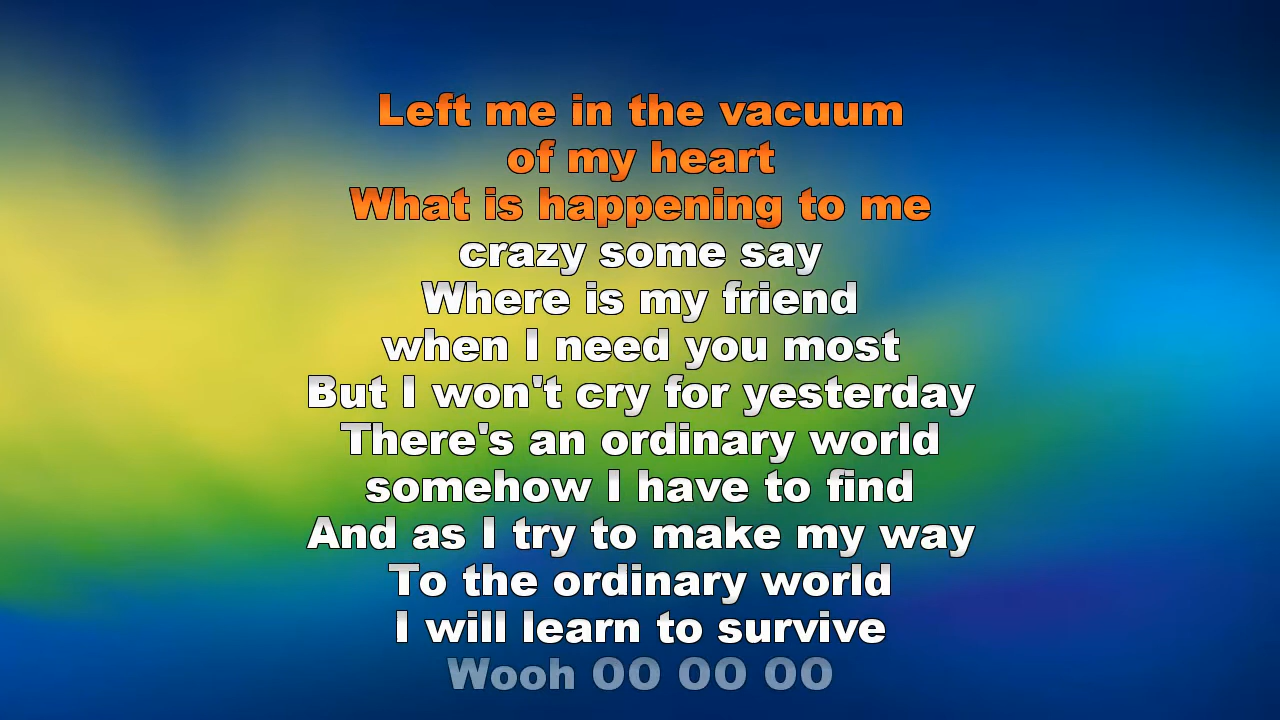 Left me in the vacuum
of my heart
What is happening to me
crazy some say
Where is my friend
when I need you most
But I won't cry for yesterday
There's an ordinary world
somehow I have to find
And as I try to make my way
To the ordinary world
I will learn to survive
Wooh OO OO OO